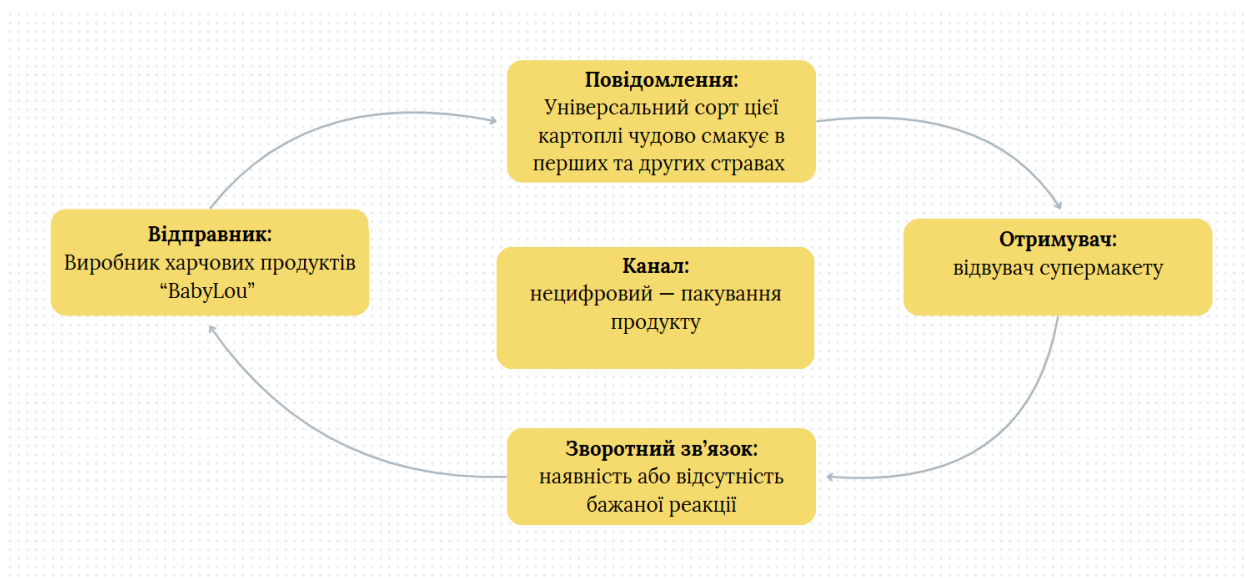 Повідомлення:
Універсальний сорт цієї
картоплі чудово смакує в
перших та других стравах
Відправник:
Виробник харчових продуктів
“BabyLou”
Канал:
нецифровий — пакування
продукту
Отримувач:
відвувач супермакету
Зворотний зв’язок:
наявність або відсутність
бажаної реакції